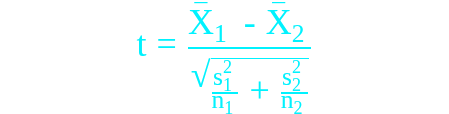 t = X̄₁ - X̄₂
√ s₁² / n₁ + s₂² / n₂